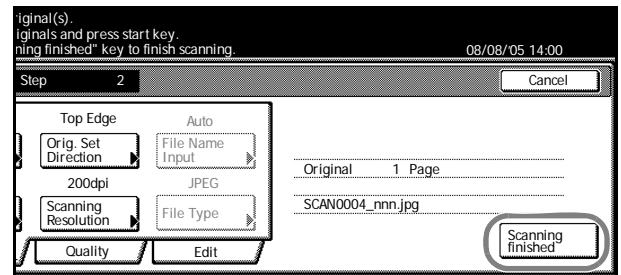 riginal(s).
iginals and press start key.
ning finished" key to finish scanning.
08/08/'05 14:00
Step 2
Cancel
Top Edge
Auto
Orig. Set
Direction
File Name
Input
200dpi
JPEG
Scanning
Resolution
File Type
Original 1 Page
SCAN0004_nnn.jpg
Scanning
finished
Quality
Edit